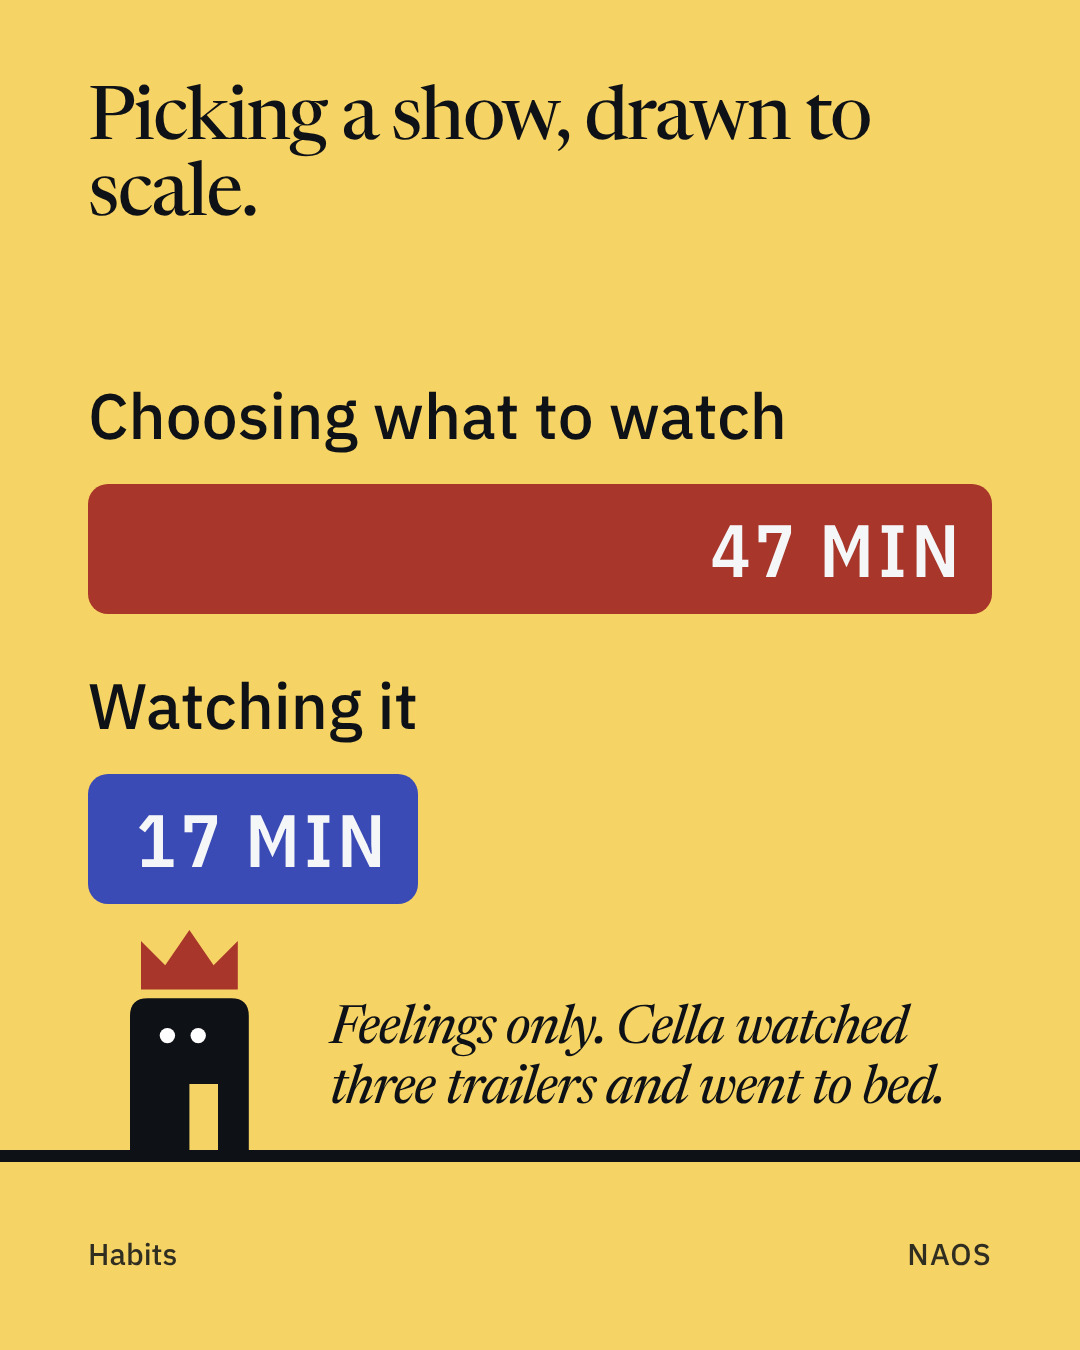 Picking a show, drawn to
scale.
Choosing what to watch
47 MIN
Watching it
17 MIN
Feelings only. Cella watched
three trailers and went to bed.
Habits
NAOS